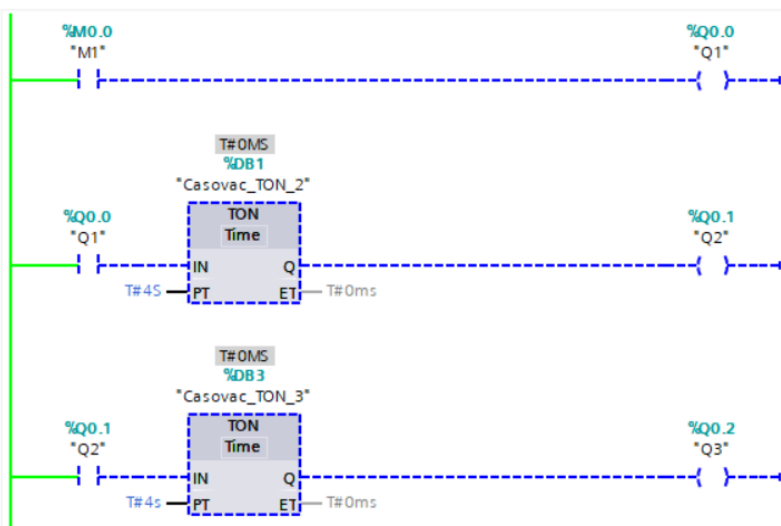 %M0.0
"M1"
%Q0.0
"Q1"
T#0MS
%DB1
"Casovac_TON_2"
TON
Time
%Q0.0
"Q1"
IN
Q
T#4S
PT
ET
T#0ms
%Q0.1
"Q2"
T#0MS
%DB3
"Casovac_TON_3"
TON
Time
%Q0.1
"Q2"
IN
Q
T#4s
PT
ET
T#0ms
%Q0.2
"Q3"